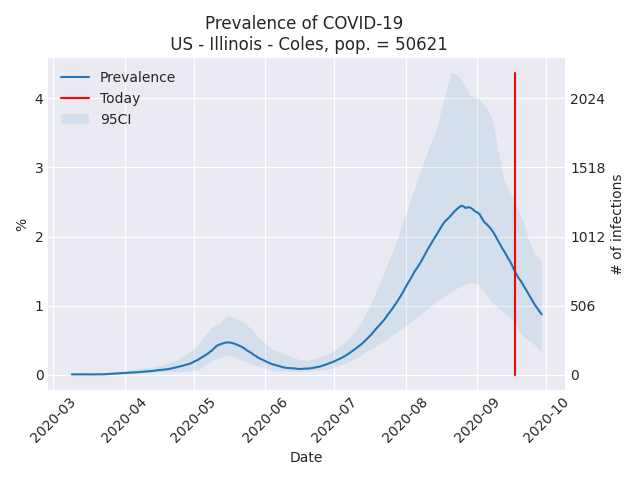 Prevalence of COVID-19
US - Illinois - Coles, pop. = 50621
Prevalence
Today
95CI
%
4
3
2
1
0
2024
1518
1012
506
0
# of infections
2020-03
2020-04
2020-05
2020-06
2020-07
2020-08
2020-09
2020-10
Date